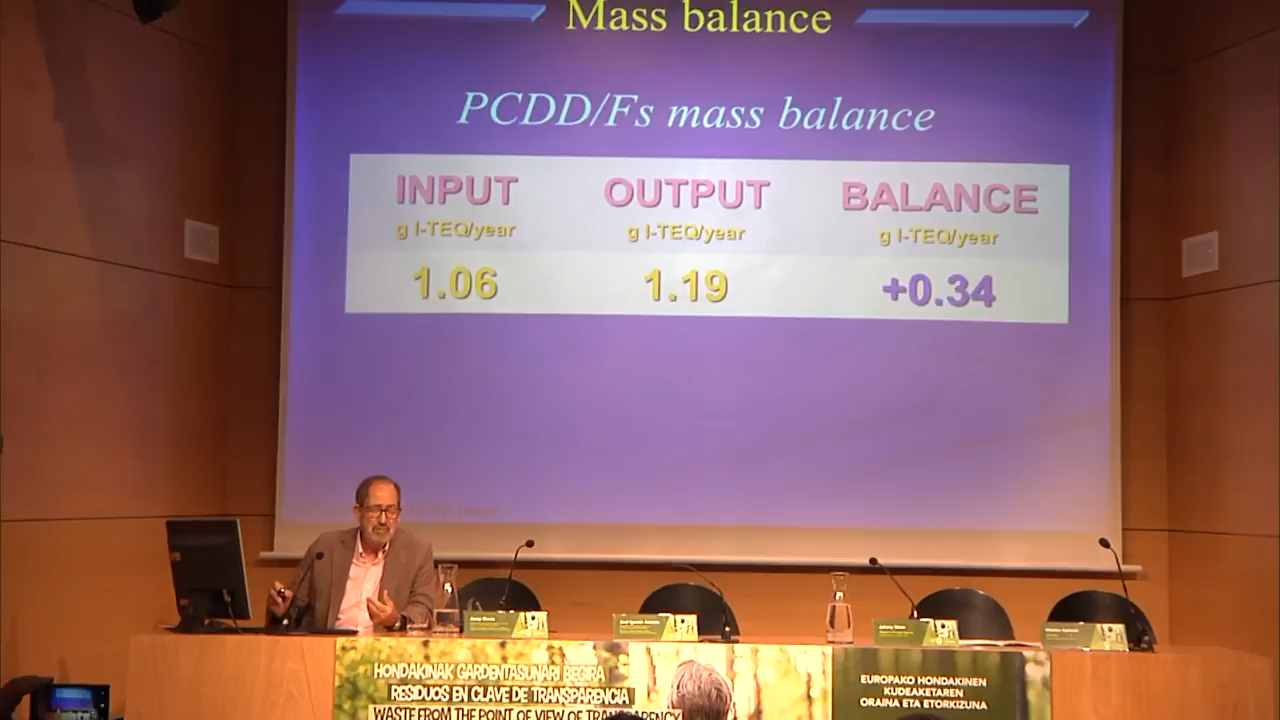 Mass balance
PCDD/Fs mass balance
INPUT OUTPUT BALANCE
g I-TEQ/year g I-TEQ/year g I-TEQ/year
1.06 1.19 +0.34
HONDAKINAK GARDENTASUNARI BEGIRA
RESIDUOS EN CLAVE DE TRANSPARENCIA
WASTE FROM THE POINT OF VIEW OF TRANSPARENCY
EUROPAKO HONDAKINEN
KUDEAKETAREN
ORAINA ETA ETORKIZUNA